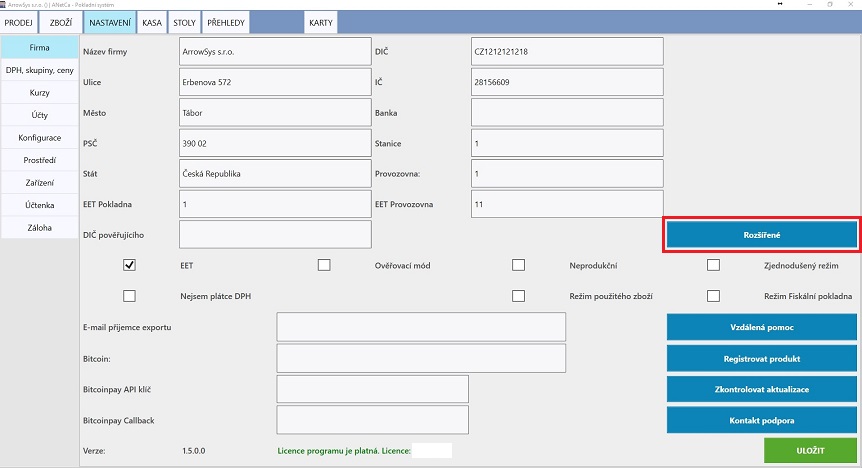 ArrowSys s.r.o. [-] ANetCa - Pokladní systém
PRODEJ ZBOŽÍ NASTAVENÍ KASA STOLY PŘEHLEDY KARTY
Firma
DPH, skupiny, ceny
Kurzy
Účty
Konfigurace
Prostředí
Zařízení
Účtenka
Záloha
Název firmy ArrowSys s.r.o. DIČ CZ1212121218
Ulice Erbenova 572 IČ 28156609
Město Tábor Banka
PSČ 390 02 Stanice 1
Stát Česká Republika Provozovna: 1
EET Pokladna 1 EET Provozovna 11
DIČ pověřujícího Rozšířené
EET Ověřovací mód Neprodukční Zjednodušený režim
Nejsem plátce DPH Režim použitého zboží Režim Fiskální pokladna
E-mail příjemce exportu Vzdálená pomoc
Bitcoin: Registrovat produkt
Bitcoinpay API klíč Zkontrolovat aktualizace
Bitcoinpay Callback Kontakt podpora
Verze: 1.5.0.0 Licence programu je platná. Licence: ULOŽIT